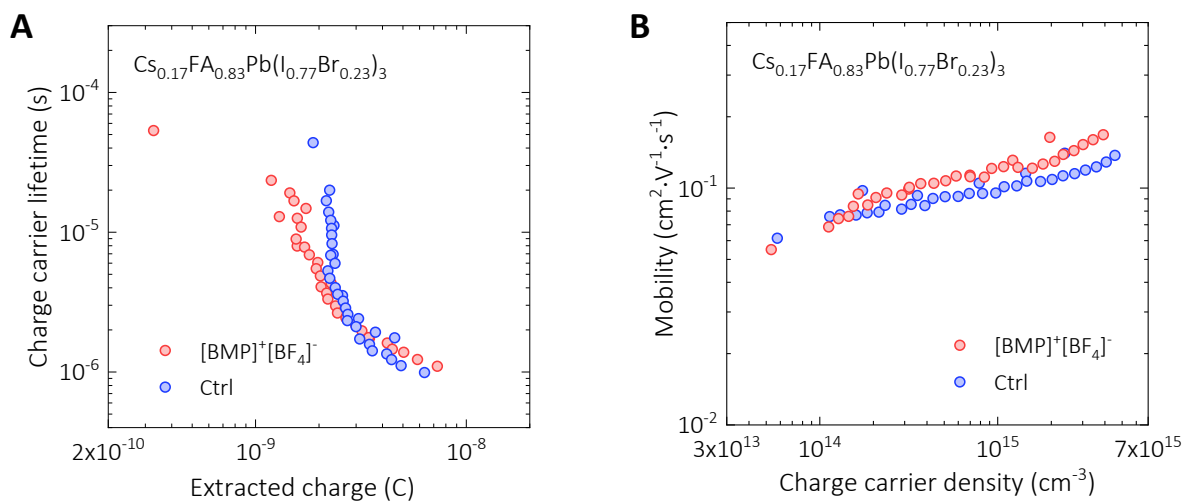 A
Cs₀.₁₇FA₀.₈₃Pb(I₀.₇₇Br₀.₂₃)₃
10⁻⁴
10⁻⁵
10⁻⁶
Charge carrier lifetime (s)
[BMP]⁺[BF₄]⁻
Ctrl
2x10⁻¹⁰
10⁻⁹
10⁻⁸
Extracted charge (C)
B
Cs₀.₁₇FA₀.₈₃Pb(I₀.₇₇Br₀.₂₃)₃
10⁻¹
10⁻²
Mobility (cm²·V⁻¹·s⁻¹)
[BMP]⁺[BF₄]⁻
Ctrl
3x10¹³
10¹⁴
10¹⁵
7x10¹⁵
Charge carrier density (cm⁻³)